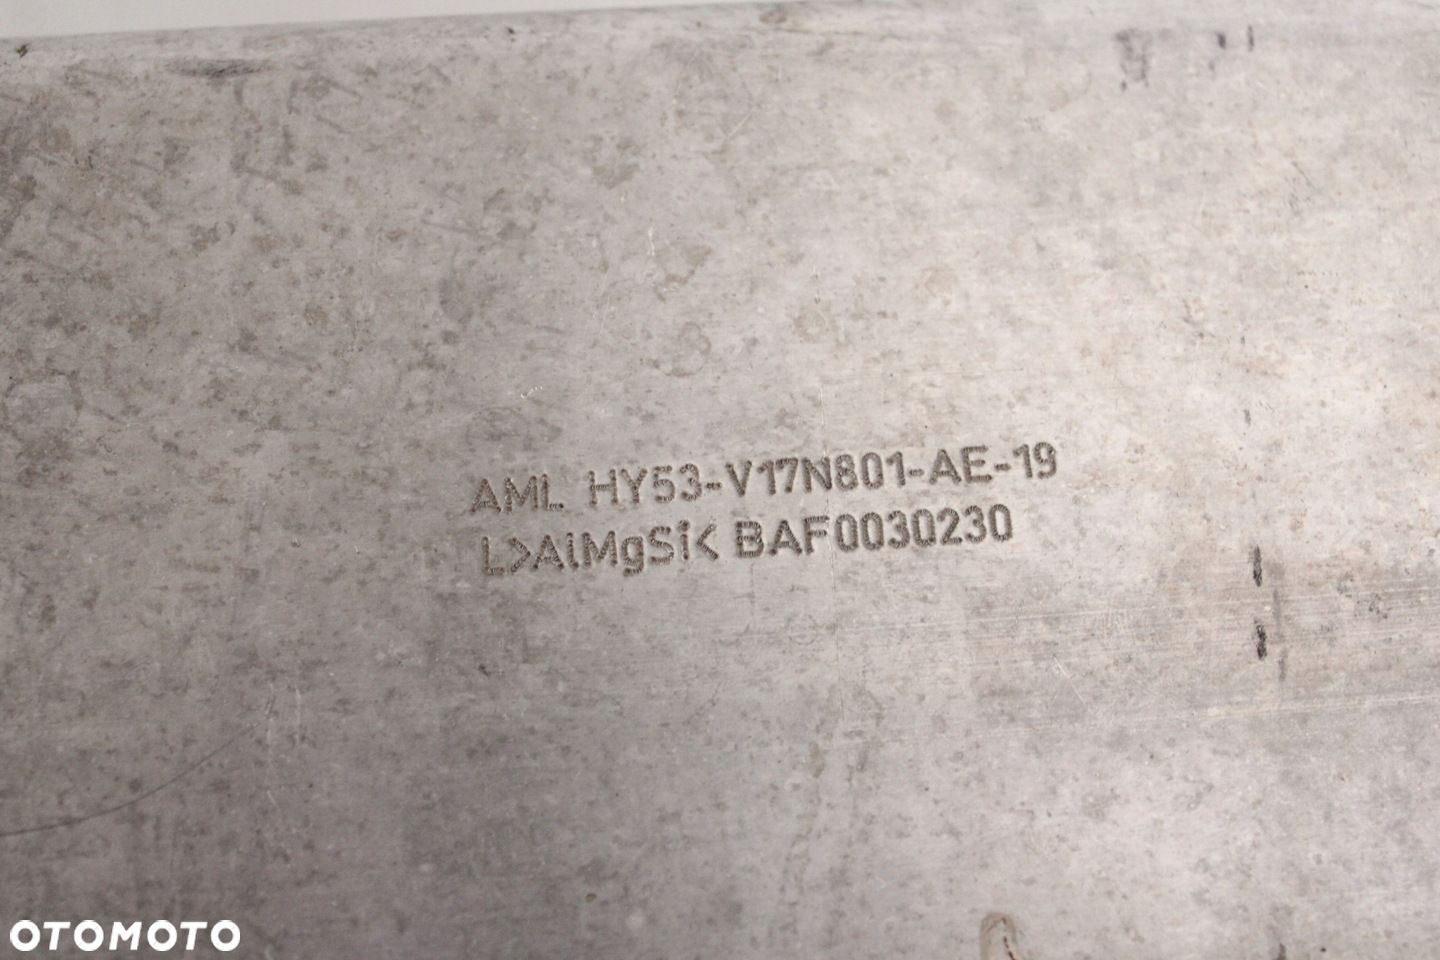 AML HY53-V17N801-AE-19
L>AlMgSi< BAF0030230
OTOMOTO